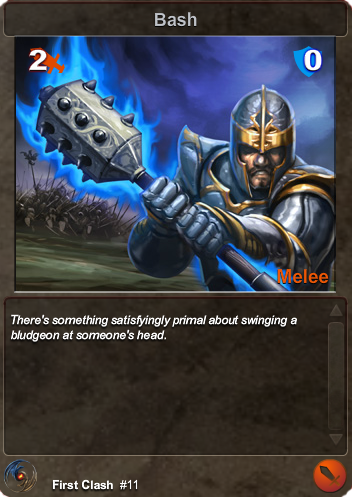 Bash
2
0
Melee
There's something satisfyingly primal about swinging a
bludgeon at someone's head.
First Clash #11